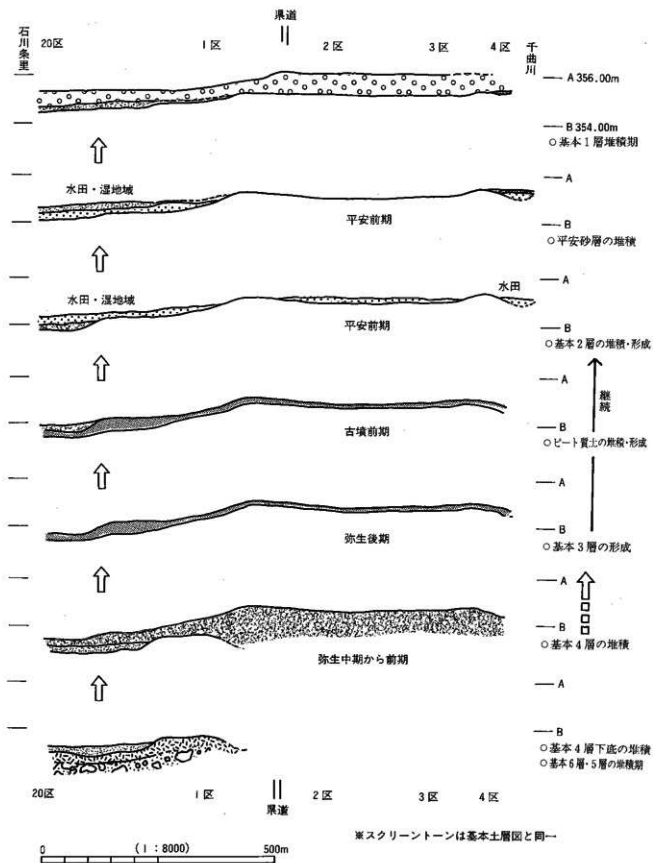 県道
石川条里
20区
1区
2区
3区
4区
千曲川
A 356.00m
B 354.00m
○基本1層堆積期
A
水田・湿地域
平安前期
B
○平安砂層の堆積
A
水田・湿地域
水田
平安前期
B
○基本2層の堆積・形成
A
継続
古墳前期
B
○ピート質土の堆積・形成
A
弥生後期
B
○基本3層の形成
A
B
○基本4層の堆積
弥生中期から前期
A
B
○基本4層下底の堆積
○基本6層・5層の堆積期
20区
1区
2区
3区
4区
県道
※スクリーントーンは基本土層図と同一
0
(1:8000)
500m